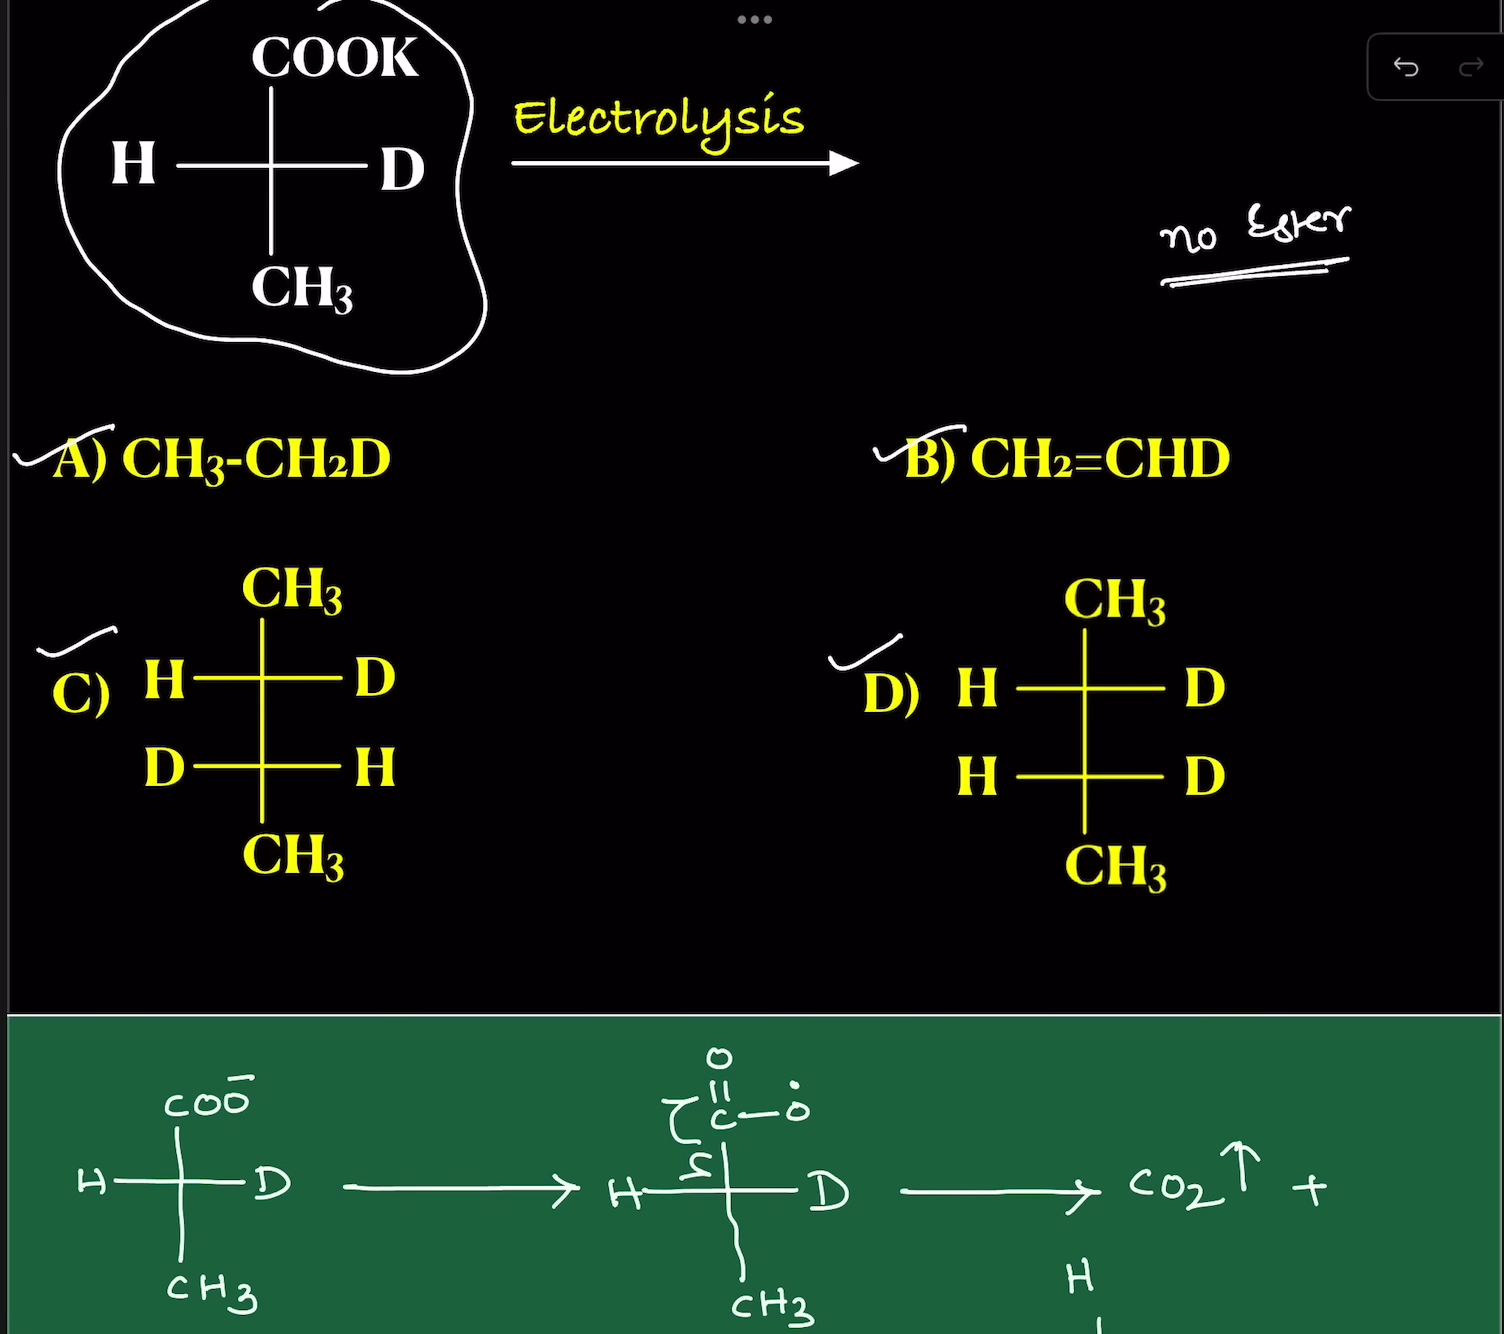 COOK
Electrolysis
H D
no Ester
CH3
A) CH3-CH2D
B) CH2=CHD
CH3
C) H D
D H
CH3
CH3
D) H D
H D
CH3
COO⁻
H D
CH3
O
C—O•
H D
CH3
CO2↑ +
H